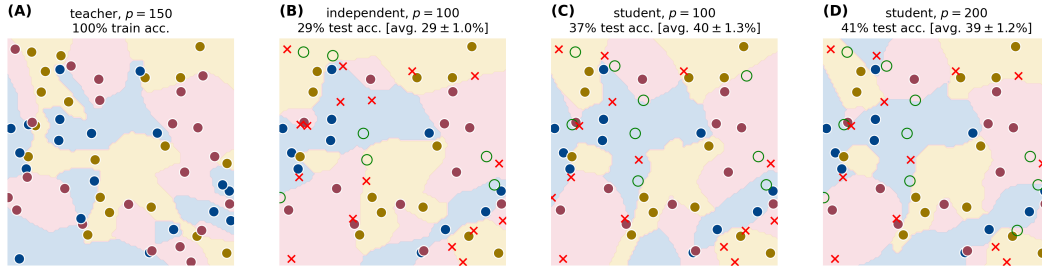 (A)
teacher, p = 150
100% train acc.
(B)
independent, p = 100
29% test acc. [avg. 29 ± 1.0%]
(C)
student, p = 100
37% test acc. [avg. 40 ± 1.3%]
(D)
student, p = 200
41% test acc. [avg. 39 ± 1.2%]